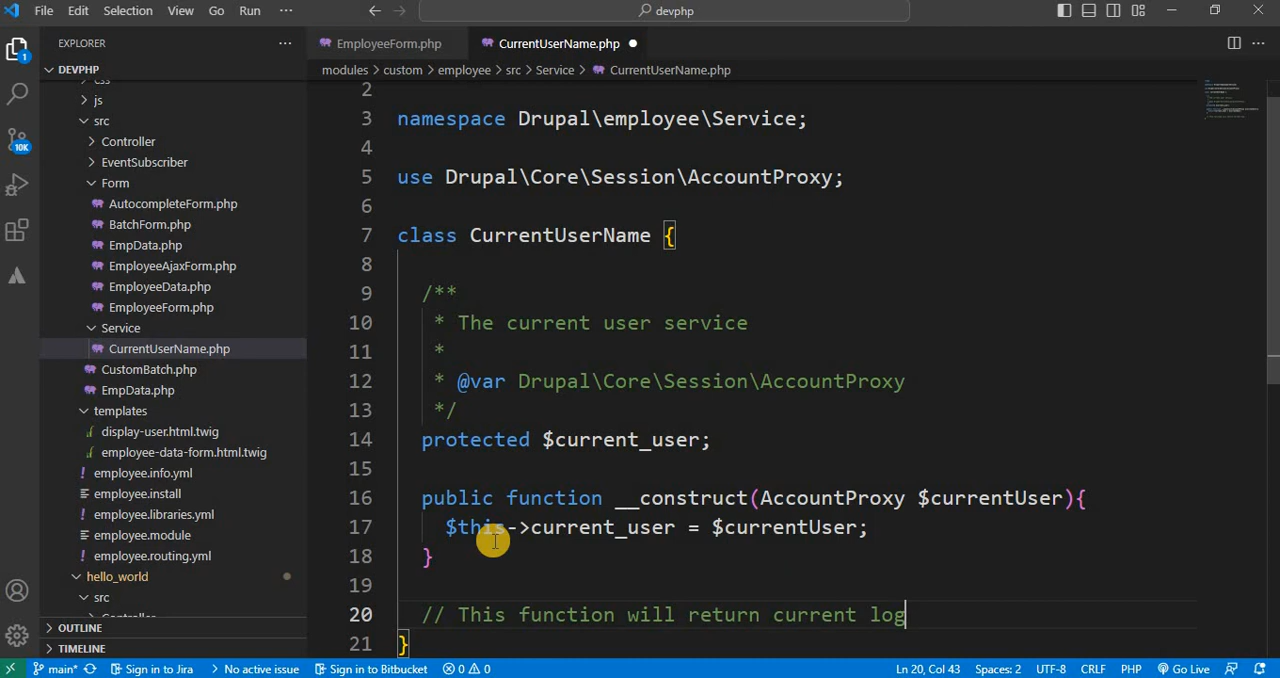 File Edit Selection View Go Run ··· devphp
EXPLORER ···
DEVPHP
css
js
src
Controller
EventSubscriber
Form
AutocompleteForm.php
BatchForm.php
EmpData.php
EmployeeAjaxForm.php
EmployeeData.php
EmployeeForm.php
Service
CurrentUserName.php
CustomBatch.php
EmpData.php
templates
display-user.html.twig
employee-data-form.html.twig
employee.info.yml
employee.install
employee.libraries.yml
employee.module
employee.routing.yml
hello_world
src
OUTLINE
TIMELINE
1
10K
EmployeeForm.php CurrentUserName.php
modules > custom > employee > src > Service > CurrentUserName.php
2
3 namespace Drupal\employee\Service;
4
5 use Drupal\Core\Session\AccountProxy;
6
7 class CurrentUserName {
8
9 /**
10 * The current user service
11 *
12 * @var Drupal\Core\Session\AccountProxy
13 */
14 protected $current_user;
15
16 public function __construct(AccountProxy $currentUser){
17 $this->current_user = $currentUser;
18 }
19
20 // This function will return current log
21 }
main* Sign in to Jira No active issue Sign in to Bitbucket 0 0 Ln 20, Col 43 Spaces: 2 UTF-8 CRLF PHP Go Live